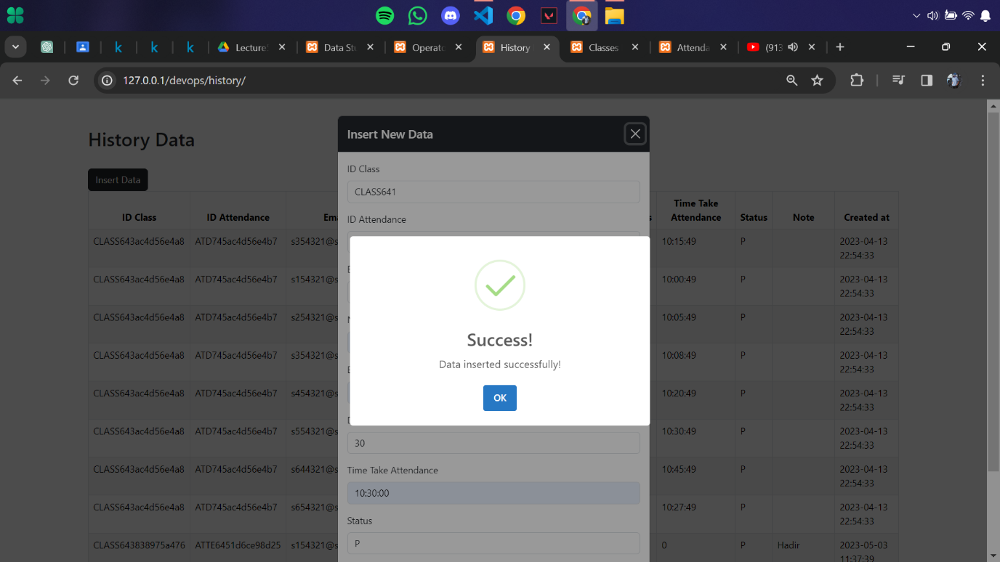 Lecture
Data Stu
Operato
History
Classes
Attenda
(913
127.0.0.1/devops/history/
History Data
Insert Data
ID Class
ID Attendance
Time Take
Attendance
Status
Note
Created at
CLASS643ac4d56e4a8 ATD745ac4d56e4b7 s354321@s 10:15:49 P 2023-04-13
22:54:33
CLASS643ac4d56e4a8 ATD745ac4d56e4b7 s154321@s 10:00:49 P 2023-04-13
22:54:33
CLASS643ac4d56e4a8 ATD745ac4d56e4b7 s254321@s 10:05:49 P 2023-04-13
22:54:33
CLASS643ac4d56e4a8 ATD745ac4d56e4b7 s354321@s 10:08:49 P 2023-04-13
22:54:33
CLASS643ac4d56e4a8 ATD745ac4d56e4b7 s454321@s 10:20:49 P 2023-04-13
22:54:33
CLASS643ac4d56e4a8 ATD745ac4d56e4b7 s554321@s 10:30:49 P 2023-04-13
22:54:33
CLASS643ac4d56e4a8 ATD745ac4d56e4b7 s644321@s 10:45:49 P 2023-04-13
22:54:33
CLASS643ac4d56e4a8 ATD745ac4d56e4b7 s654321@s 10:27:49 P 2023-04-13
22:54:33
CLASS643838975a476 ATTE6451d6ce98d25 s154321@s 0 P Hadir 2023-05-03
11:37:39
Insert New Data
ID Class
CLASS641
ID Attendance
Success!
Data inserted successfully!
OK
30
Time Take Attendance
10:30:00
Status
P